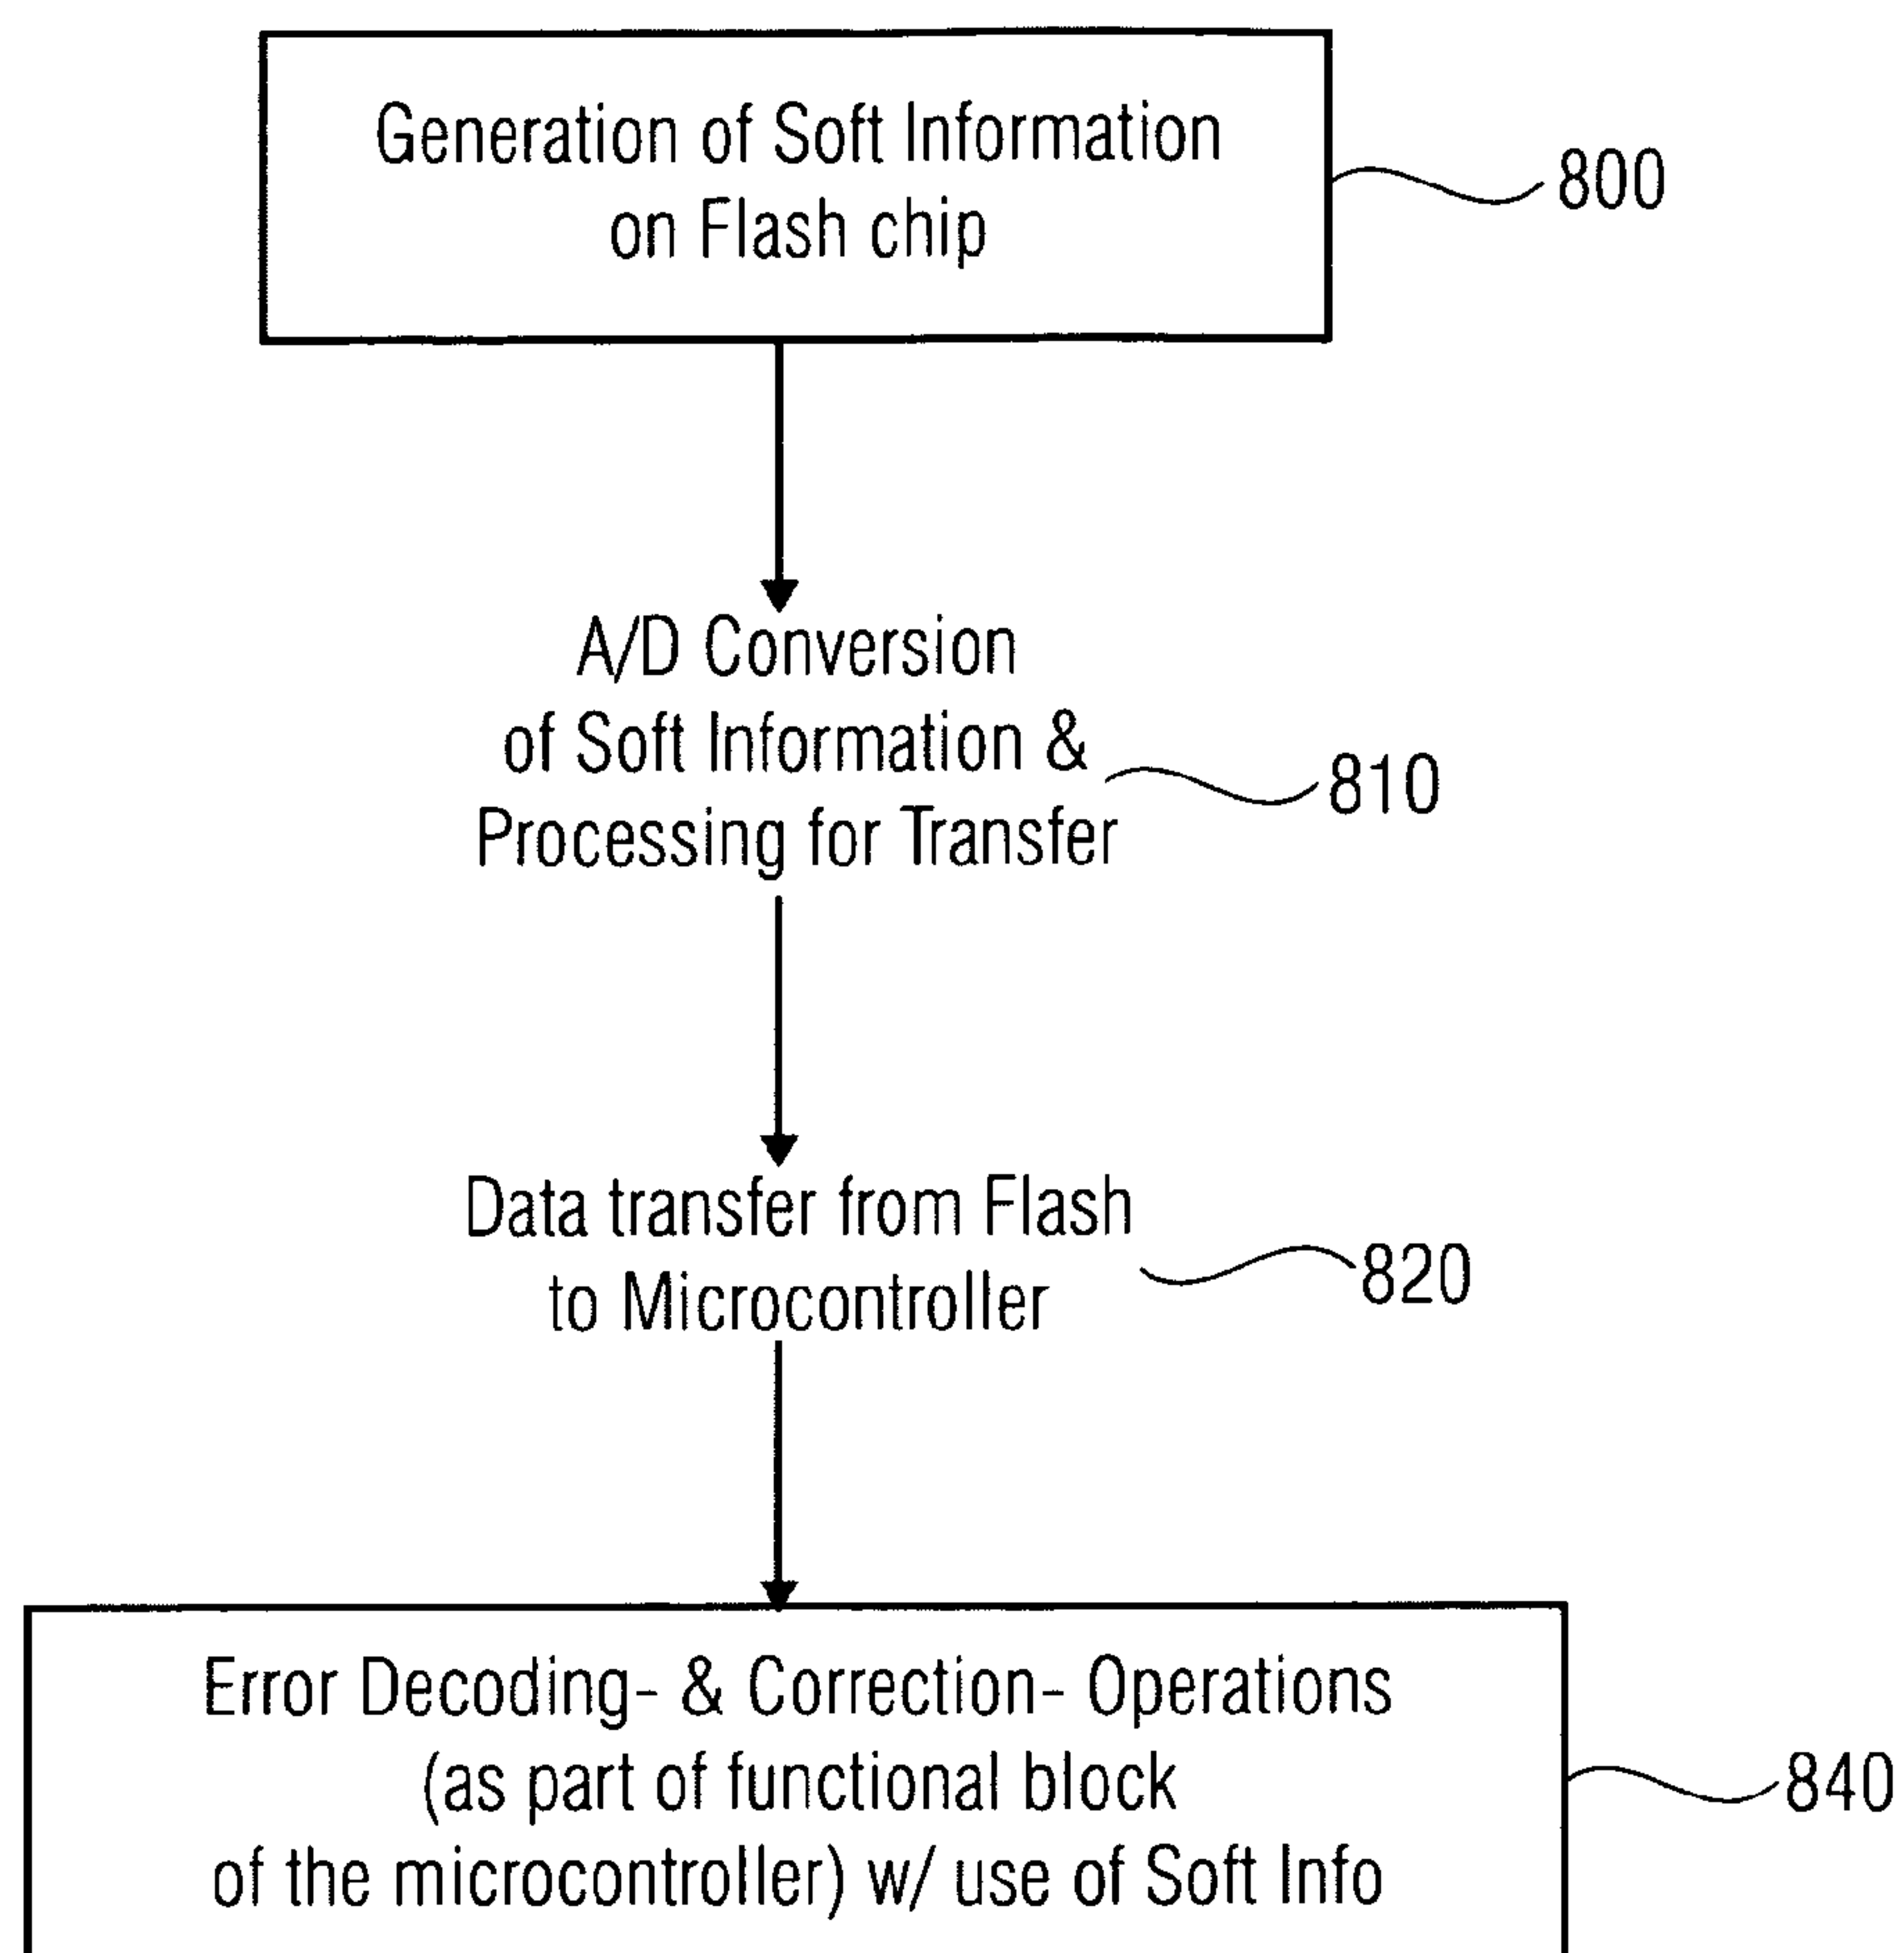 Generation of Soft Information
on Flash chip
800
A/D Conversion
of Soft Information &
Processing for Transfer
810
Data transfer from Flash
to Microcontroller
820
Error Decoding- & Correction- Operations
(as part of functional block
of the microcontroller) w/ use of Soft Info
840